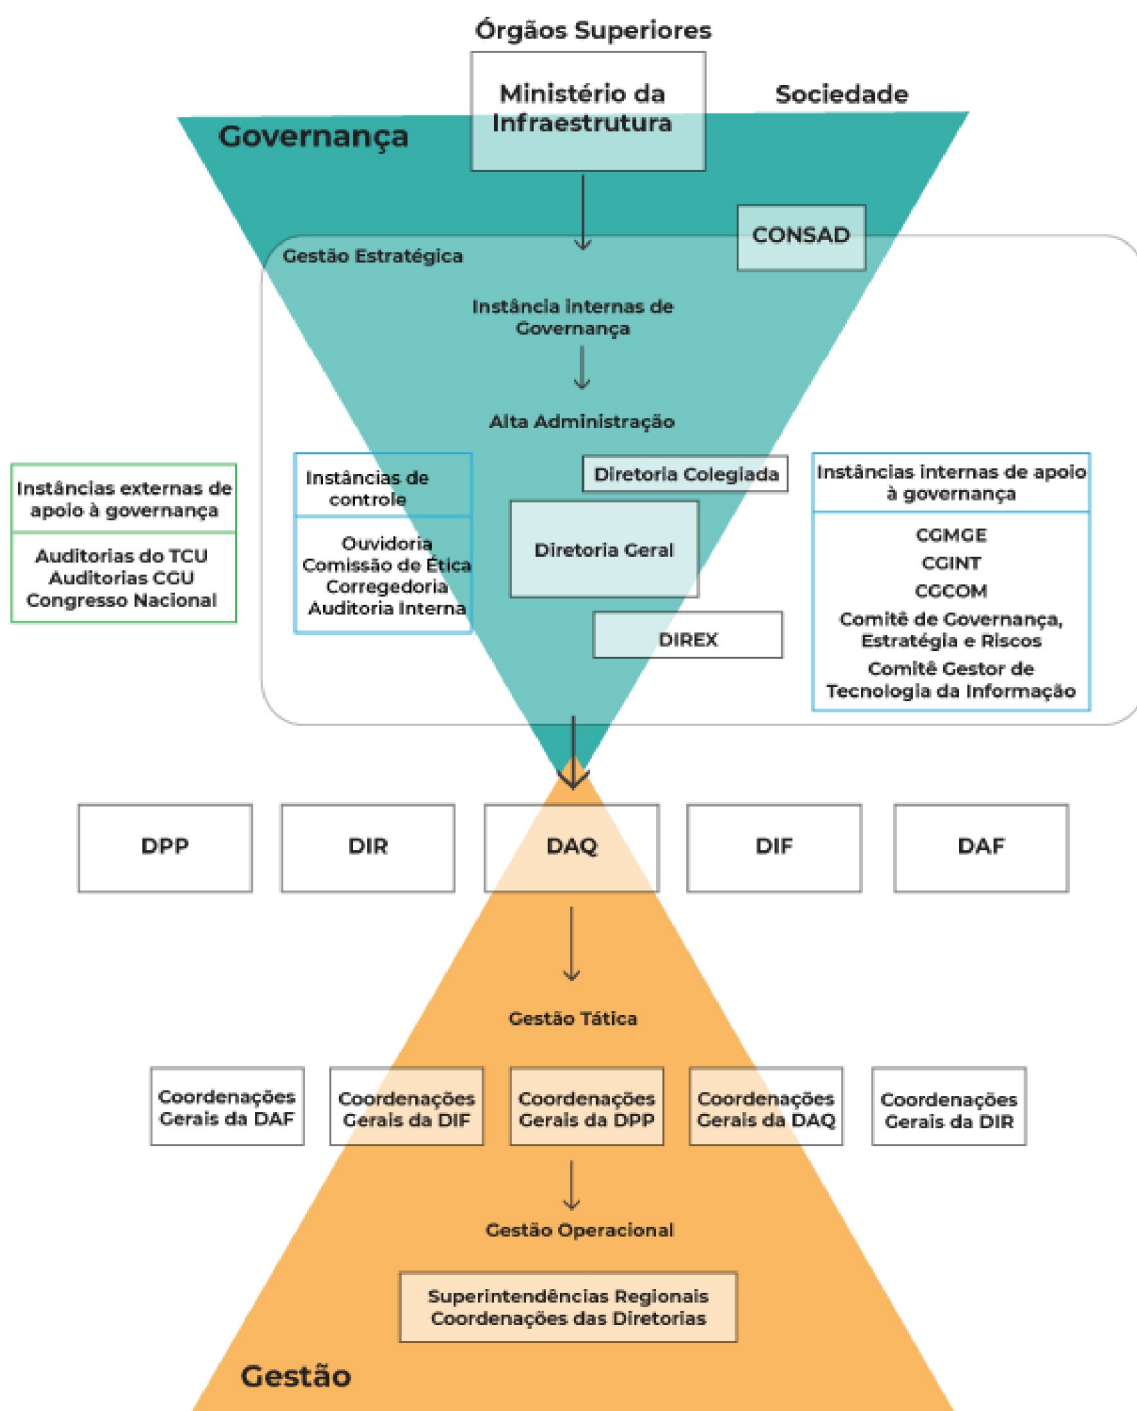 Órgãos Superiores
Ministério da
Infraestrutura
Sociedade
Governança
CONSAD
Gestão Estratégica
Instância internas de
Governança
Alta Administração
Instâncias externas de
apoio à governança
Auditorias do TCU
Auditorias CGU
Congresso Nacional
Instâncias de
controle
Ouvidoria
Comissão de Ética
Corregedoria
Auditoria Interna
Diretoria Colegiada
Diretoria Geral
DIREX
Instâncias internas de apoio
à governança
CGMGE
CGINT
CGCOM
Comitê de Governança,
Estratégia e Riscos
Comitê Gestor de
Tecnologia da Informação
DPP
DIR
DAQ
DIF
DAF
Gestão Tática
Coordenações
Gerais da DAF
Coordenações
Gerais da DIF
Coordenações
Gerais da DPP
Coordenações
Gerais da DAQ
Coordenações
Gerais da DIR
Gestão Operacional
Superintendências Regionais
Coordenações das Diretorias
Gestão